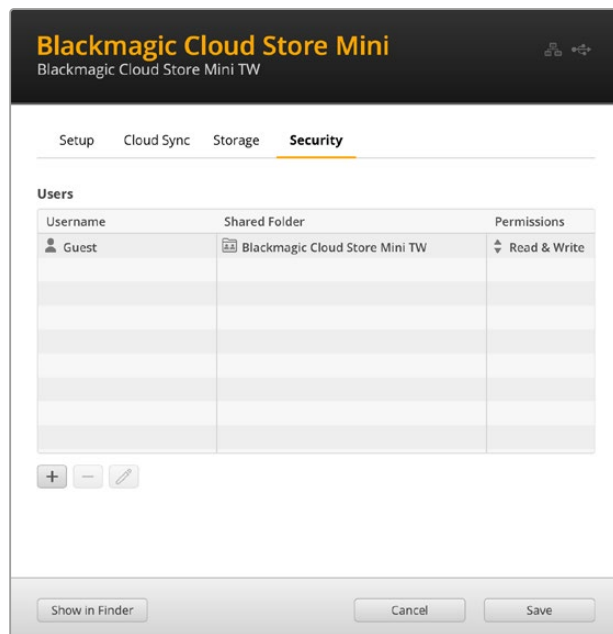 Blackmagic Cloud Store Mini
Blackmagic Cloud Store Mini TW
Setup Cloud Sync Storage Security
Users
Username Shared Folder Permissions
Guest Blackmagic Cloud Store Mini TW Read & Write
Show in Finder Cancel Save